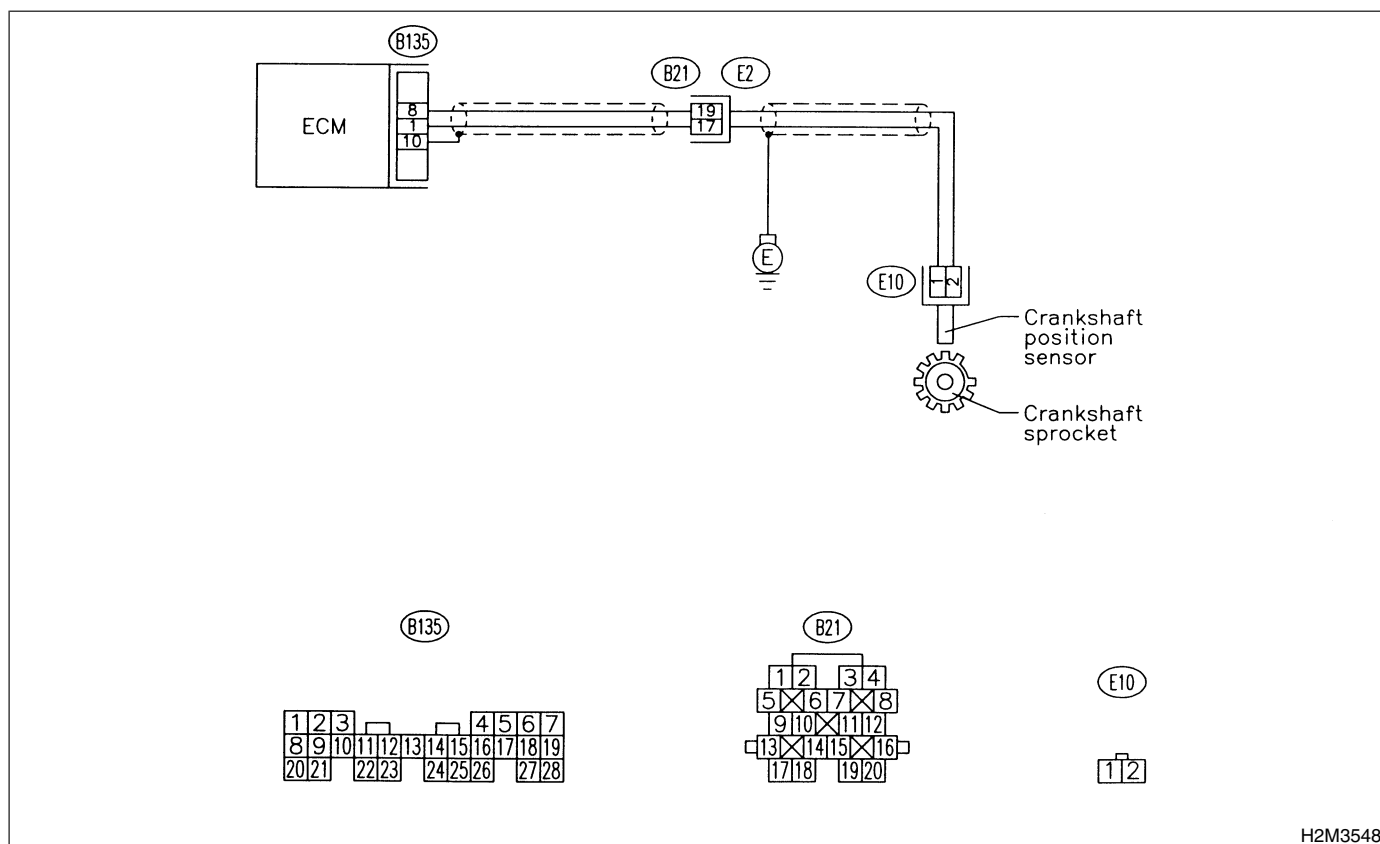 B135
B21 E2
ECM
8 19
1 17
10
E
E10 1 2
Crankshaft
position
sensor
Crankshaft
sprocket
B135
1 2 3 4 5 6 7
8 9 10 11 12 13 14 15 16 17 18 19
20 21 22 23 24 25 26 27 28
B21
1 2 3 4
5 6 7 8
9 10 11 12
13 14 15 16
17 18 19 20
E10
1 2
H2M3548